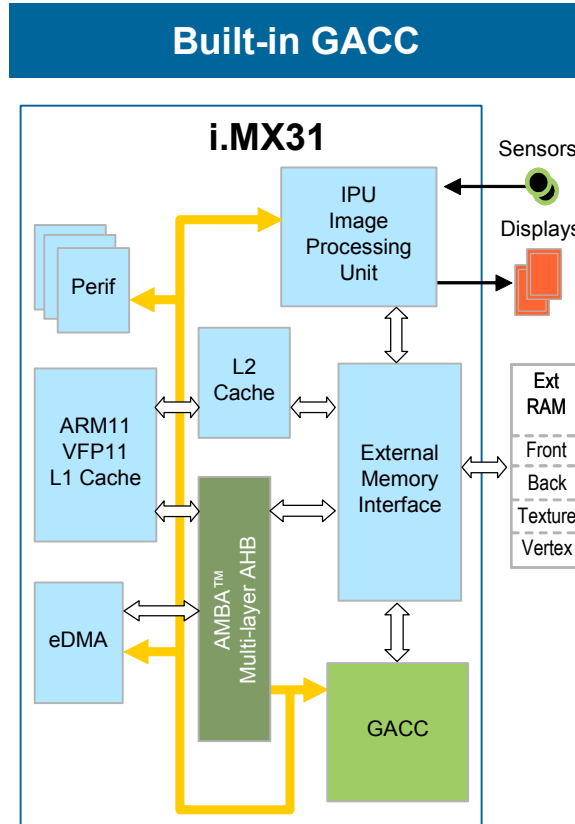 Built-in GACC
i.MX31
Sensors
IPU
Image
Processing
Unit
Displays
Perif
L2
Cache
Ext
RAM
ARM11
VFP11
L1 Cache
External
Memory
Interface
Front
Back
Texture
Vertex
AMBA™
Multi-layer AHB
eDMA
GACC